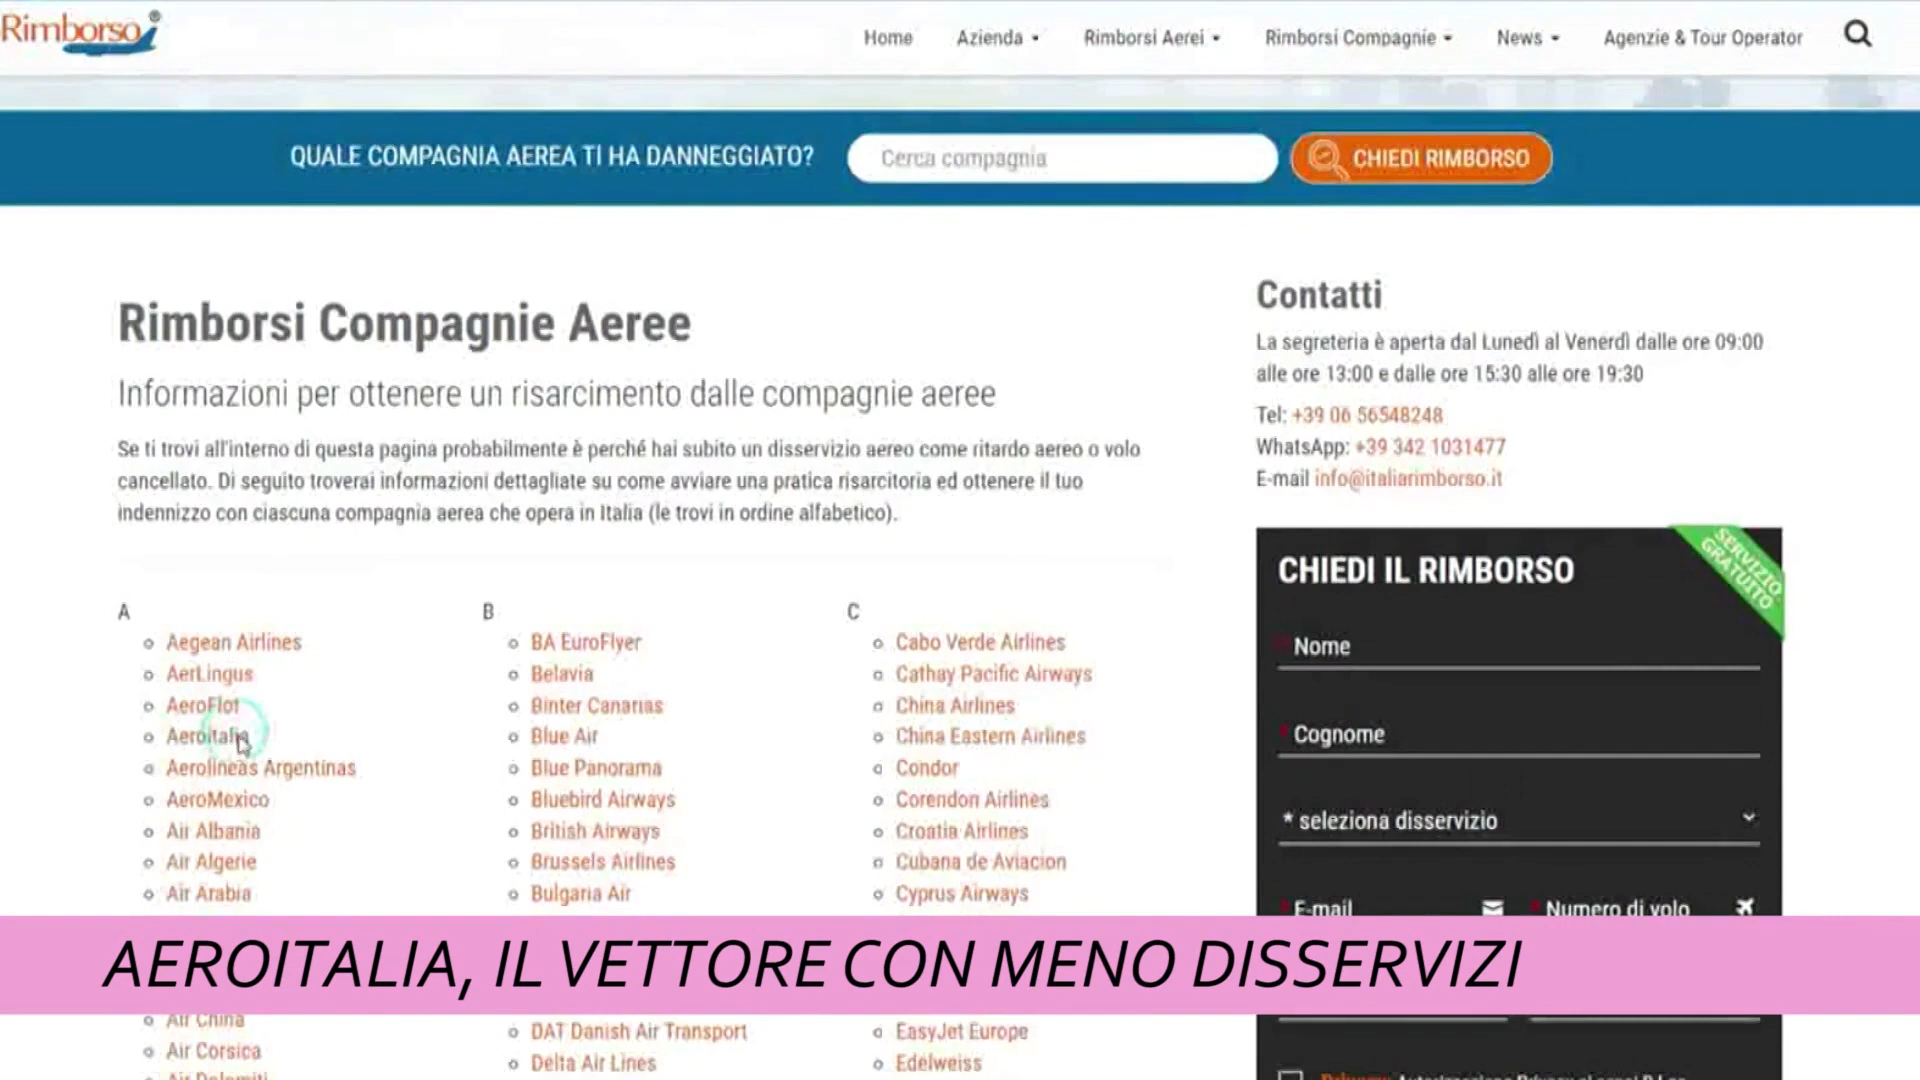 Rimborso
Home
Azienda
Rimborsi Aerei
Rimborsi Compagnie
News
Agenzie & Tour Operator
QUALE COMPAGNIA AEREA TI HA DANNEGGIATO?
Cerca compagnia
CHIEDI RIMBORSO
Rimborsi Compagnie Aeree
Informazioni per ottenere un risarcimento dalle compagnie aeree
Se ti trovi all'interno di questa pagina probabilmente è perché hai subito un disservizio aereo come ritardo aereo o volo
cancellato. Di seguito troverai informazioni dettagliate su come avviare una pratica risarcitoria ed ottenere il tuo
indennizzo con ciascuna compagnia aerea che opera in Italia (le trovi in ordine alfabetico).
A
Aegean Airlines
AerLingus
AeroFlot
Aeroitalia
Aerolineas Argentinas
AeroMexico
Air Albania
Air Algerie
Air Arabia
Air China
Air Corsica
Air Dolomiti
B
BA EuroFlyer
Belavia
Binter Canarias
Blue Air
Blue Panorama
Bluebird Airways
British Airways
Brussels Airlines
Bulgaria Air
DAT Danish Air Transport
Delta Air Lines
C
Cabo Verde Airlines
Cathay Pacific Airways
China Airlines
China Eastern Airlines
Condor
Corendon Airlines
Croatia Airlines
Cubana de Aviacion
Cyprus Airways
EasyJet Europe
Edelweiss
Contatti
La segreteria è aperta dal Lunedì al Venerdì dalle ore 09:00
alle ore 13:00 e dalle ore 15:30 alle ore 19:30
Tel: +39 06 56548248
WhatsApp: +39 342 1031477
E-mail info@italiarimborso.it
SERVIZIO
GRATUITO
CHIEDI IL RIMBORSO
* Nome
* Cognome
* seleziona disservizio
* E-mail
* Numero di volo
AEROITALIA, IL VETTORE CON MENO DISSERVIZI